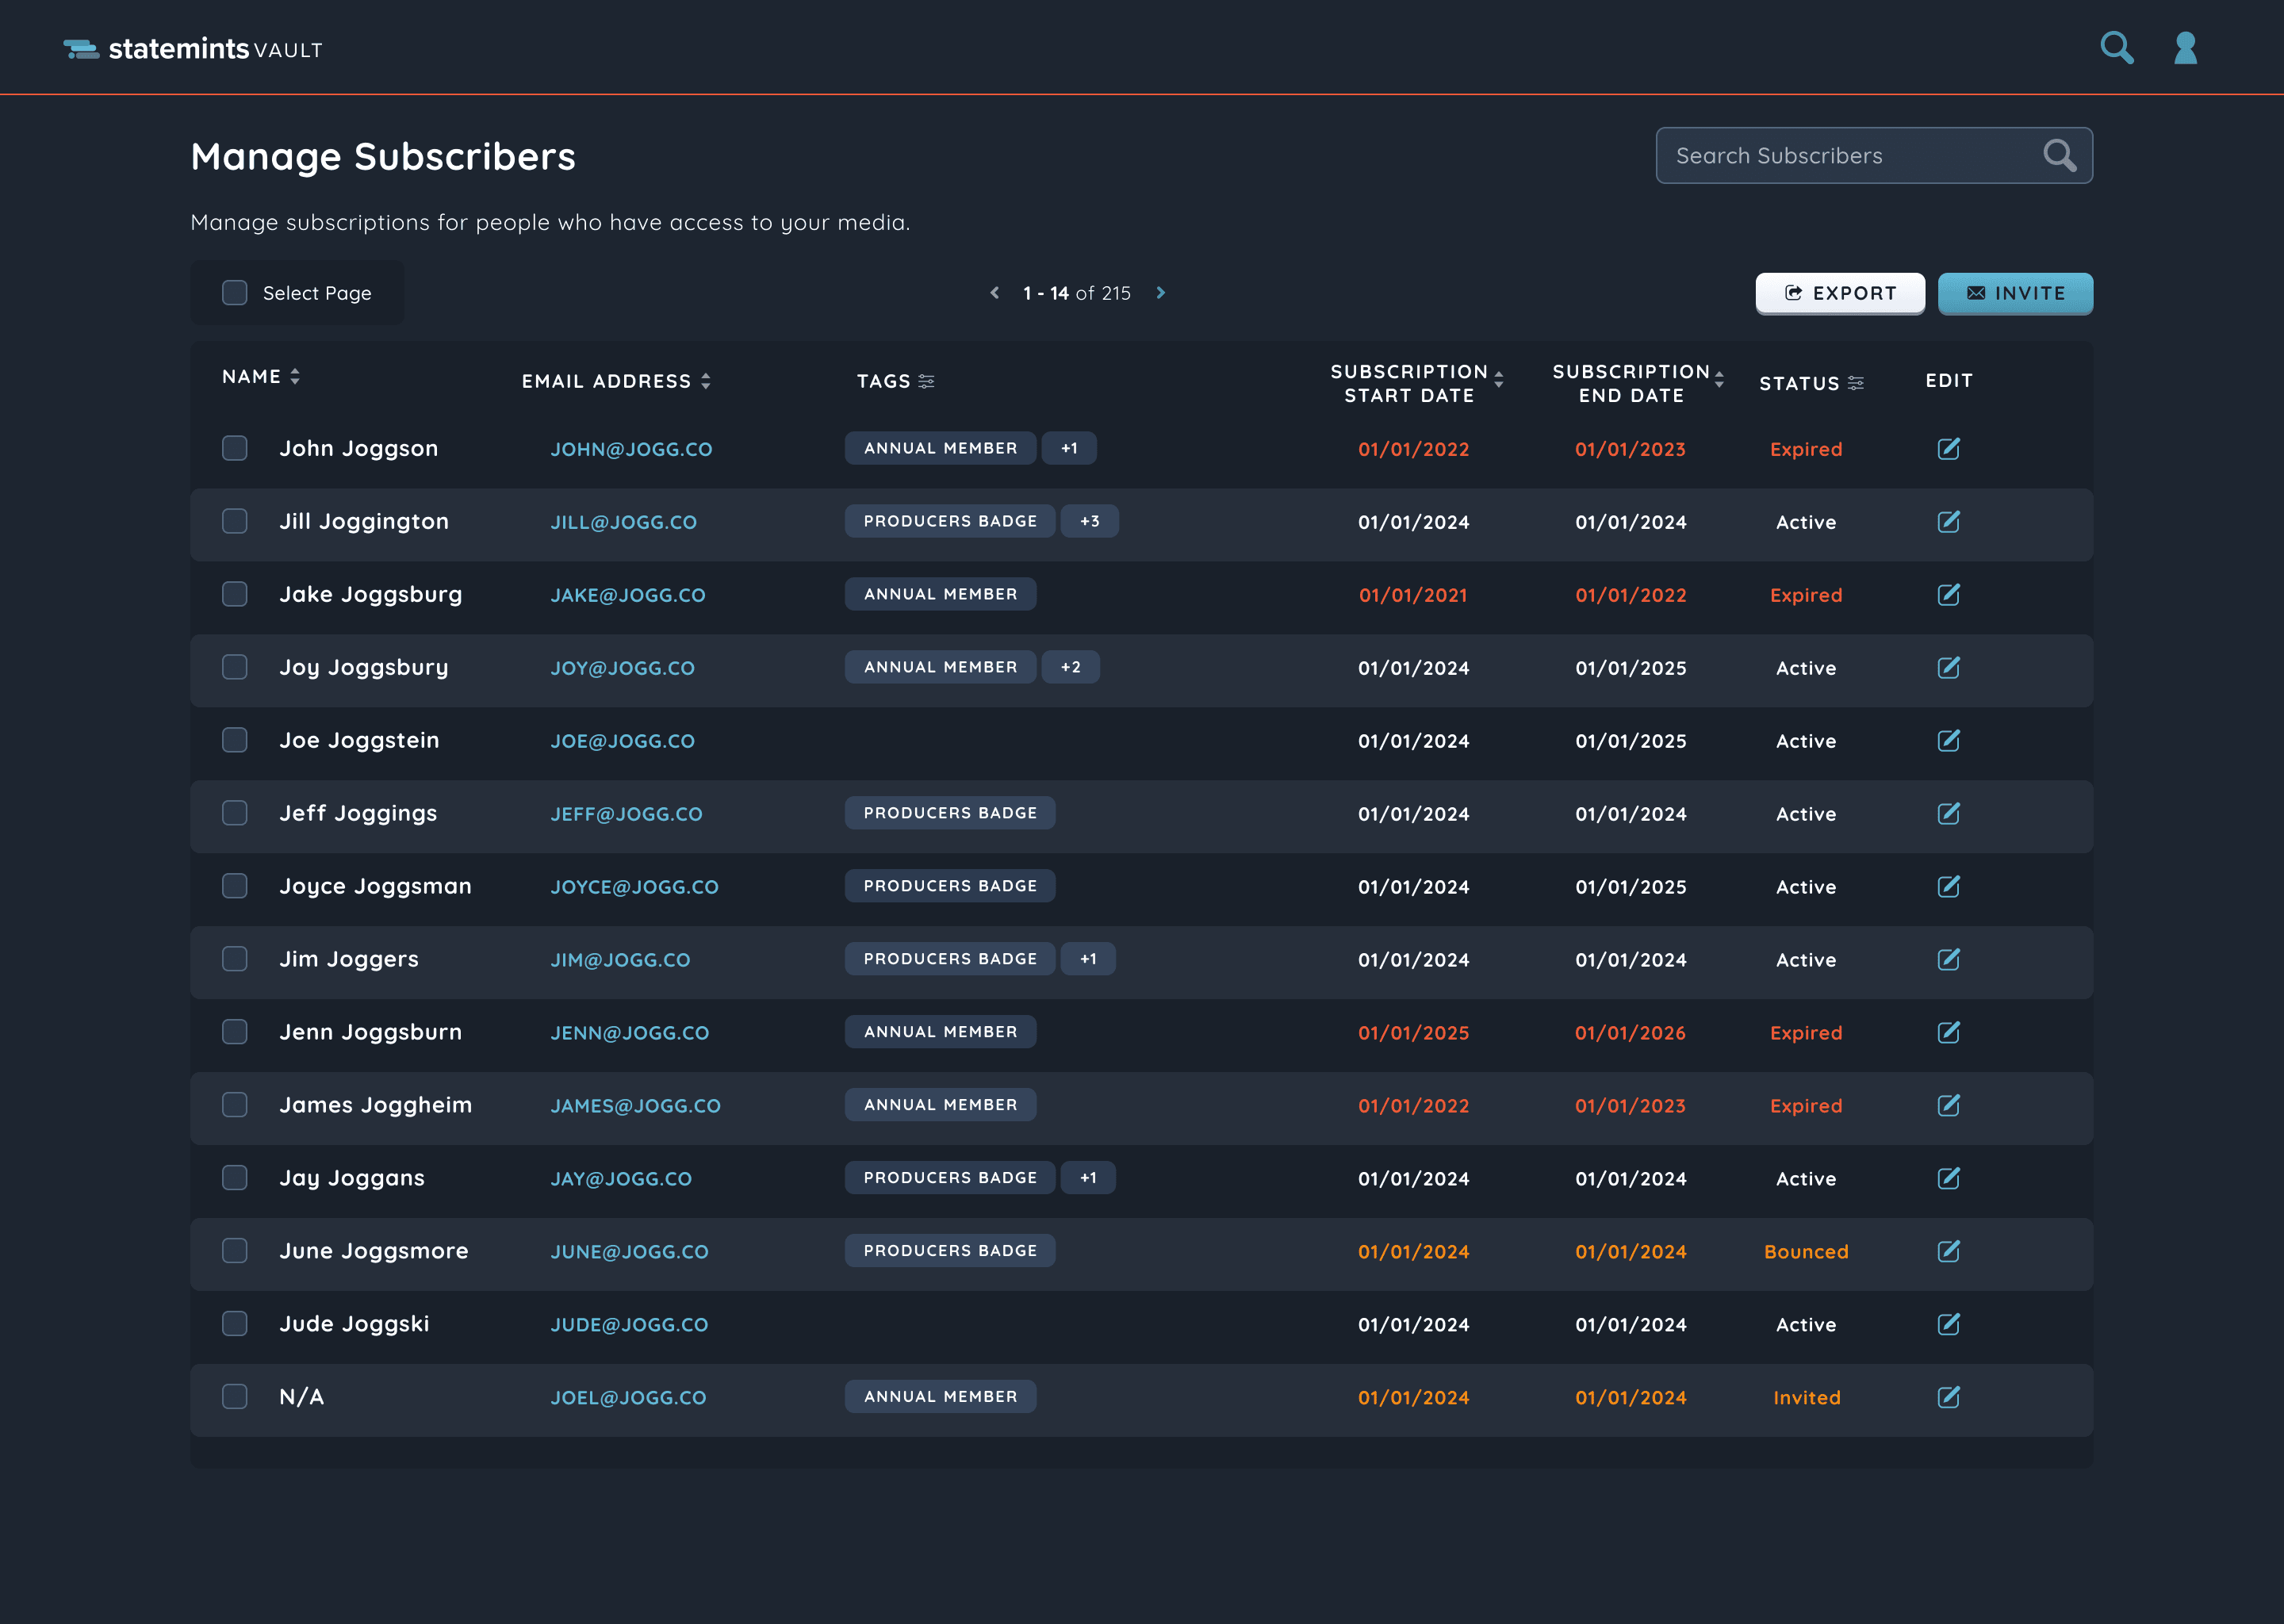 statemints VAULT
Manage Subscribers
Search Subscribers
Manage subscriptions for people who have access to your media.
Select Page
1 - 14 of 215
EXPORT
INVITE
NAME EMAIL ADDRESS TAGS SUBSCRIPTION START DATE SUBSCRIPTION END DATE STATUS EDIT
John Joggson JOHN@JOGG.CO ANNUAL MEMBER +1 01/01/2022 01/01/2023 Expired
Jill Joggington JILL@JOGG.CO PRODUCERS BADGE +3 01/01/2024 01/01/2024 Active
Jake Joggsburg JAKE@JOGG.CO ANNUAL MEMBER 01/01/2021 01/01/2022 Expired
Joy Joggsbury JOY@JOGG.CO ANNUAL MEMBER +2 01/01/2024 01/01/2025 Active
Joe Joggstein JOE@JOGG.CO 01/01/2024 01/01/2025 Active
Jeff Joggings JEFF@JOGG.CO PRODUCERS BADGE 01/01/2024 01/01/2024 Active
Joyce Joggsman JOYCE@JOGG.CO PRODUCERS BADGE 01/01/2024 01/01/2025 Active
Jim Joggers JIM@JOGG.CO PRODUCERS BADGE +1 01/01/2024 01/01/2024 Active
Jenn Joggsburn JENN@JOGG.CO ANNUAL MEMBER 01/01/2025 01/01/2026 Expired
James Joggheim JAMES@JOGG.CO ANNUAL MEMBER 01/01/2022 01/01/2023 Expired
Jay Joggans JAY@JOGG.CO PRODUCERS BADGE +1 01/01/2024 01/01/2024 Active
June Joggsmore JUNE@JOGG.CO PRODUCERS BADGE 01/01/2024 01/01/2024 Bounced
Jude Joggski JUDE@JOGG.CO 01/01/2024 01/01/2024 Active
N/A JOEL@JOGG.CO ANNUAL MEMBER 01/01/2024 01/01/2024 Invited